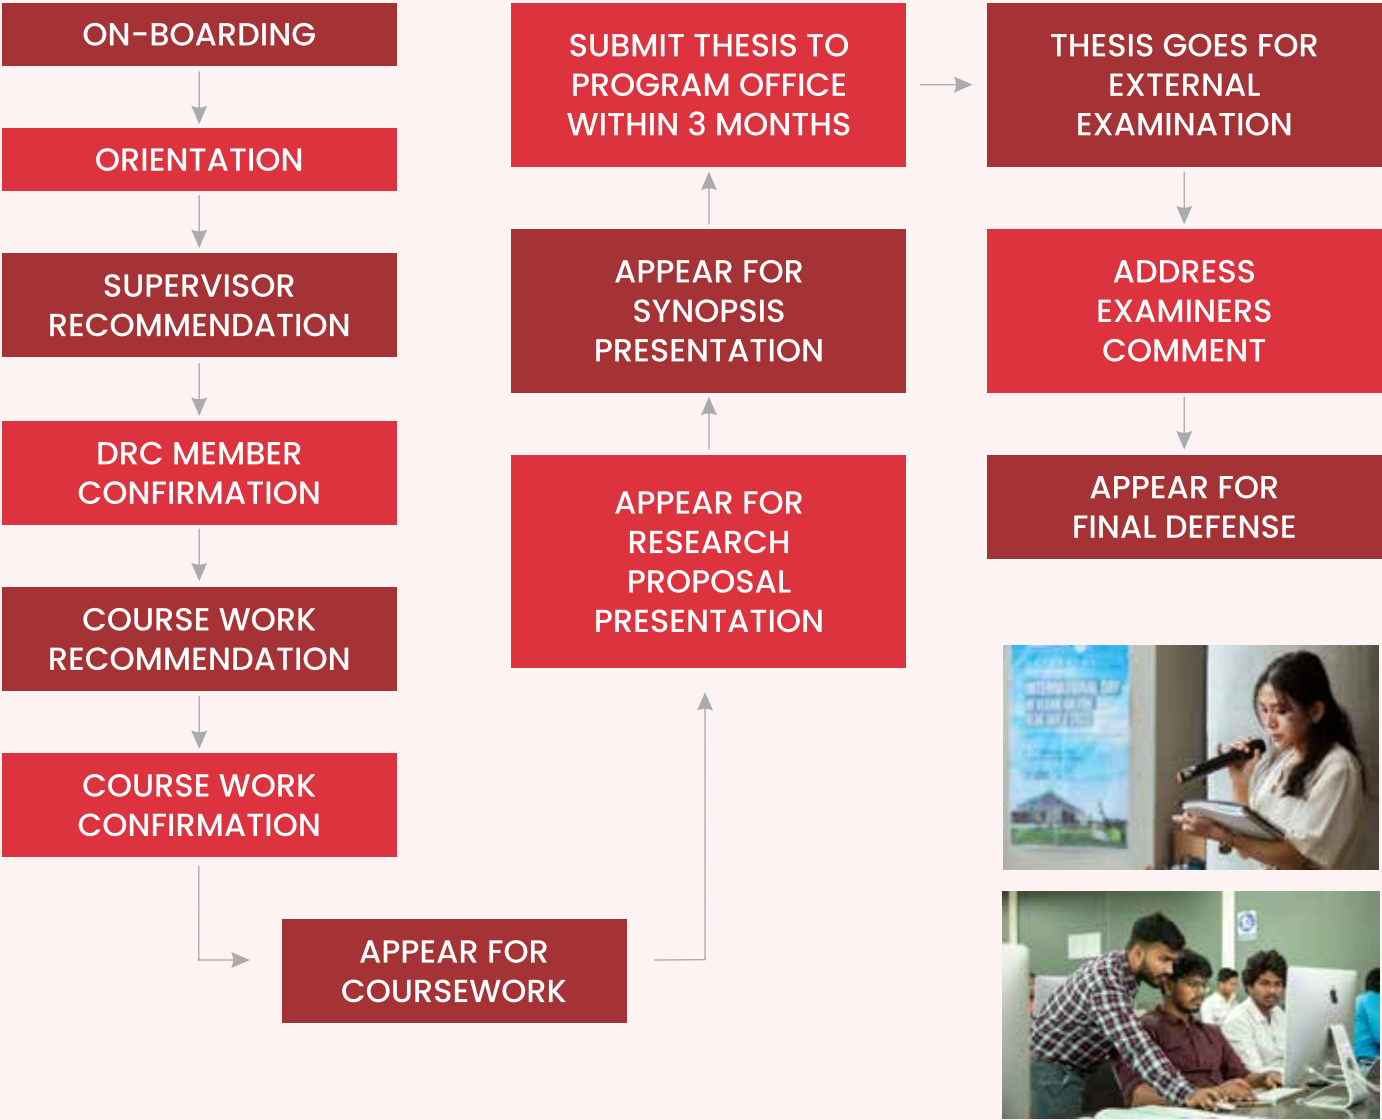 ON-BOARDING
ORIENTATION
SUPERVISOR
RECOMMENDATION
DRC MEMBER
CONFIRMATION
COURSE WORK
RECOMMENDATION
COURSE WORK
CONFIRMATION
APPEAR FOR
COURSEWORK
APPEAR FOR
RESEARCH
PROPOSAL
PRESENTATION
APPEAR FOR
SYNOPSIS
PRESENTATION
SUBMIT THESIS TO
PROGRAM OFFICE
WITHIN 3 MONTHS
THESIS GOES FOR
EXTERNAL
EXAMINATION
ADDRESS
EXAMINERS
COMMENT
APPEAR FOR
FINAL DEFENSE
INTERNATIONAL DAY